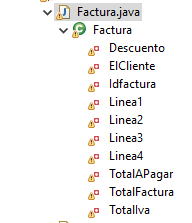 Factura.java
Factura
Descuento
ElCliente
Idfactura
Linea1
Linea2
Linea3
Linea4
TotalAPagar
TotalFactura
TotalIva